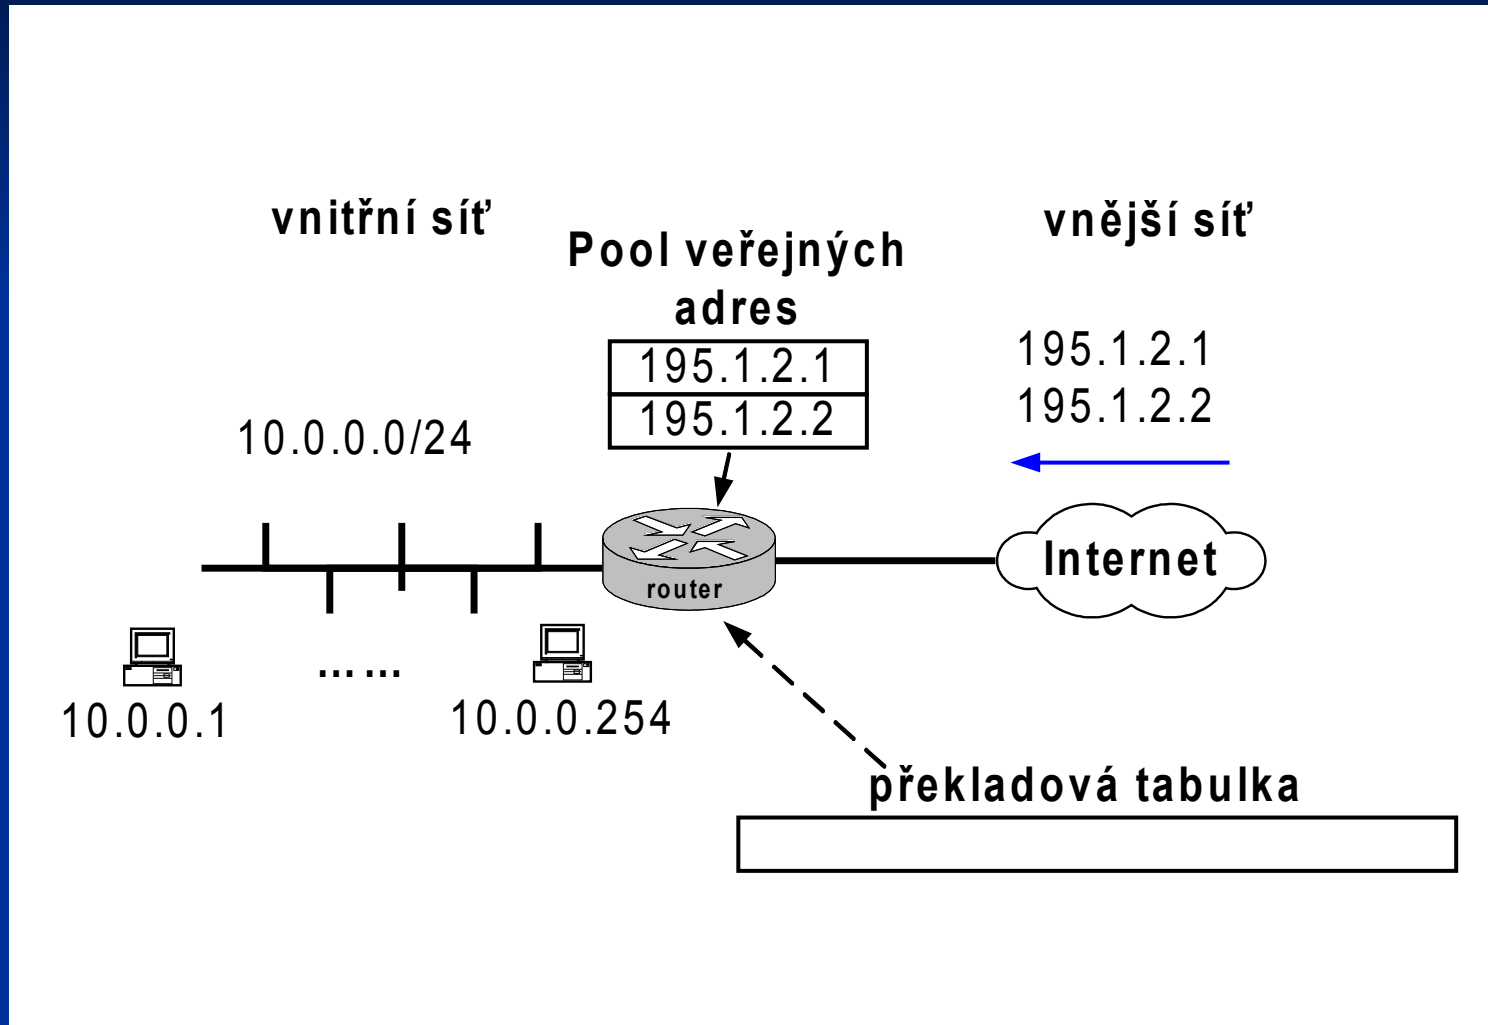 vnitřní síť
vnější síť
Pool veřejných
adres
195.1.2.1
195.1.2.2
195.1.2.1
195.1.2.2
10.0.0.0/24
Internet
router
... ...
10.0.0.1
10.0.0.254
překladová tabulka